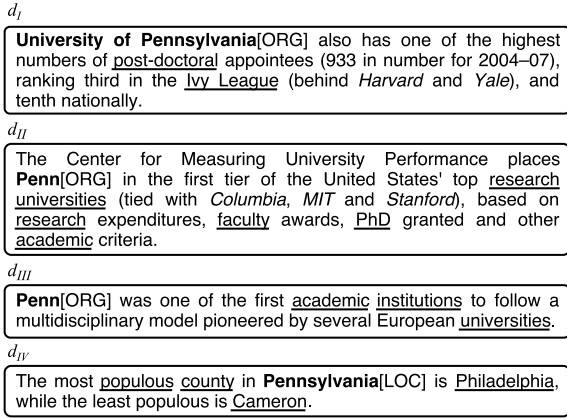 d_I
University of Pennsylvania[ORG] also has one of the highest
numbers of post-doctoral appointees (933 in number for 2004–07),
ranking third in the Ivy League (behind Harvard and Yale), and
tenth nationally.
d_II
The Center for Measuring University Performance places
Penn[ORG] in the first tier of the United States' top research
universities (tied with Columbia, MIT and Stanford), based on
research expenditures, faculty awards, PhD granted and other
academic criteria.
d_III
Penn[ORG] was one of the first academic institutions to follow a
multidisciplinary model pioneered by several European universities.
d_IV
The most populous county in Pennsylvania[LOC] is Philadelphia,
while the least populous is Cameron.